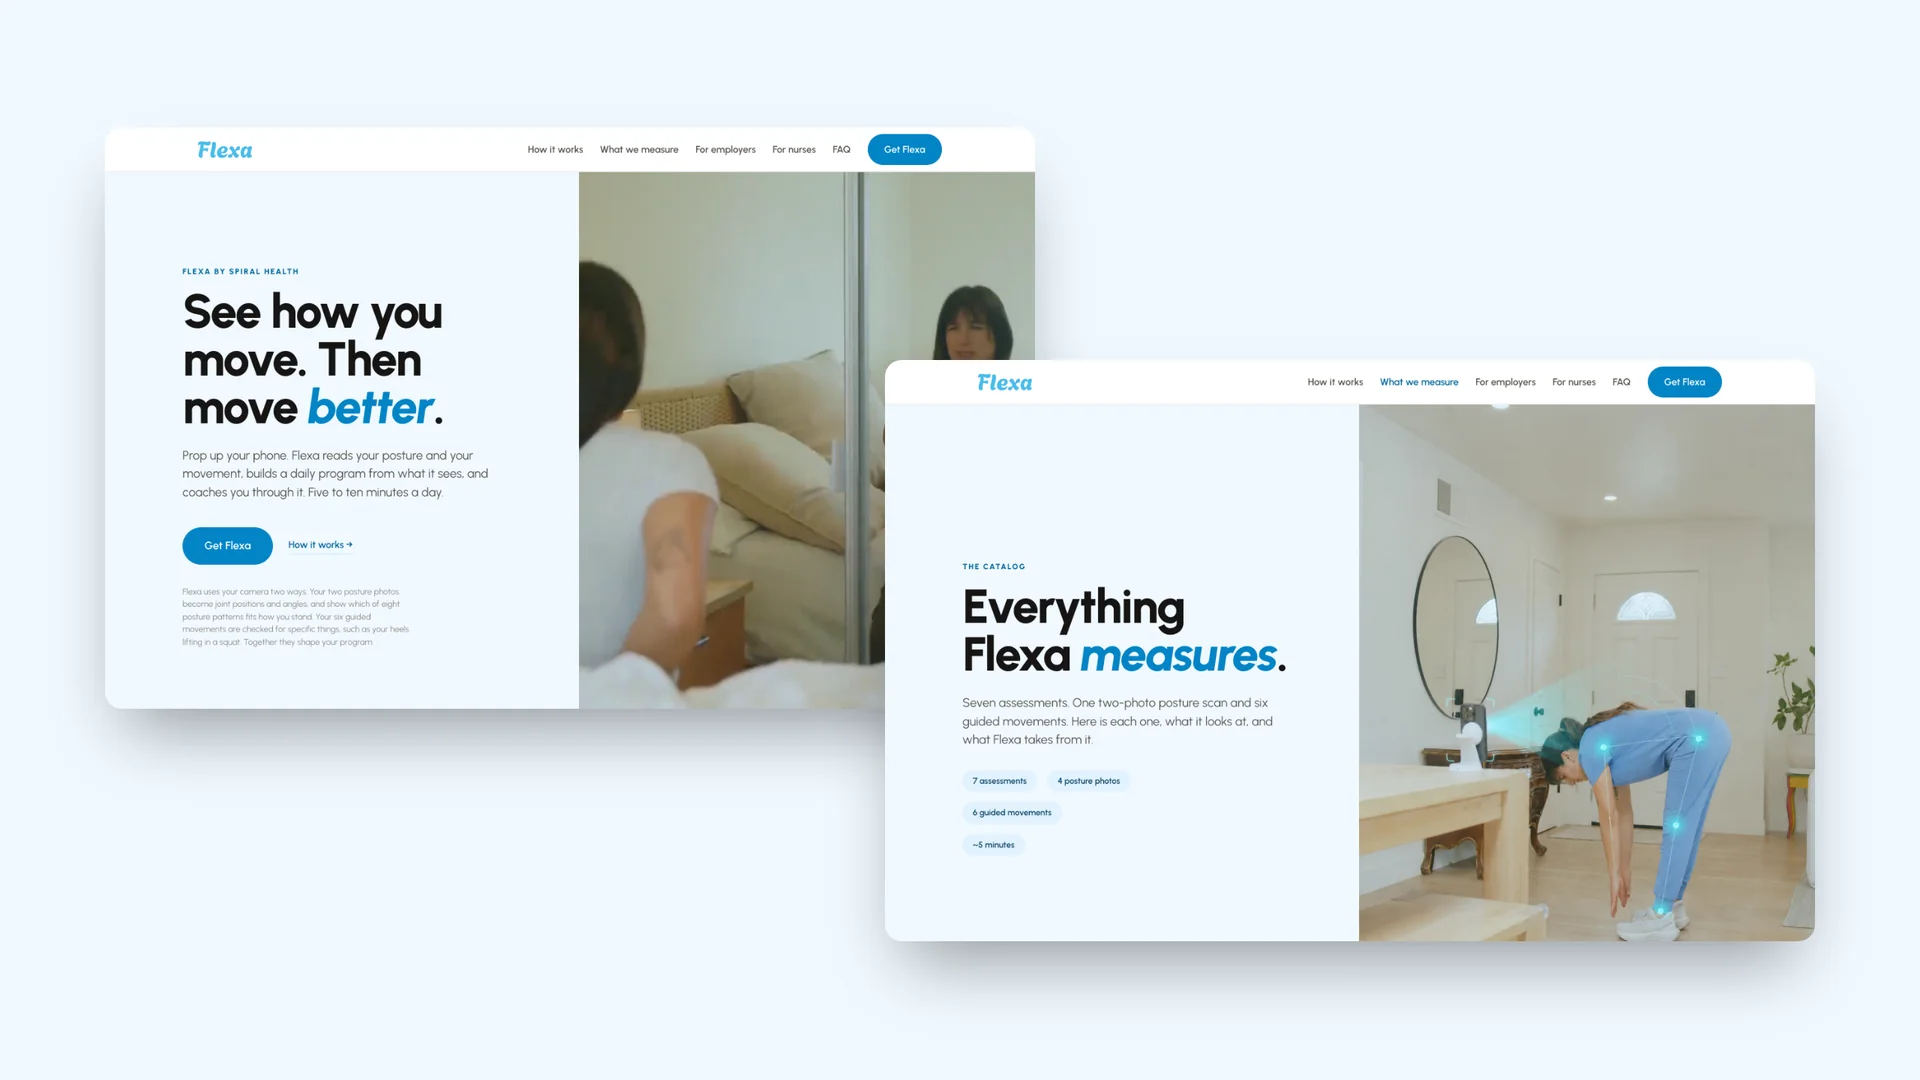 Flexa
How it works
What we measure
For employers
For nurses
FAQ
Get Flexa
FLEXA BY SPIRAL HEALTH
See how you
move. Then
move better.
Prop up your phone. Flexa reads your posture and your
movement, builds a daily program from what it sees, and
coaches you through it. Five to ten minutes a day.
Get Flexa
How it works →
Flexa uses your camera two ways. Your two posture photos
become joint positions and angles, and show which of eight
posture patterns fits how you stand. Your six guided
movements are checked for specific things, such as your heels
lifting in a squat. Together they shape your program.
Flexa
How it works
What we measure
For employers
For nurses
FAQ
Get Flexa
THE CATALOG
Everything
Flexa measures.
Seven assessments. One two-photo posture scan and six
guided movements. Here is each one, what it looks at, and
what Flexa takes from it.
7 assessments
4 posture photos
6 guided movements
~5 minutes